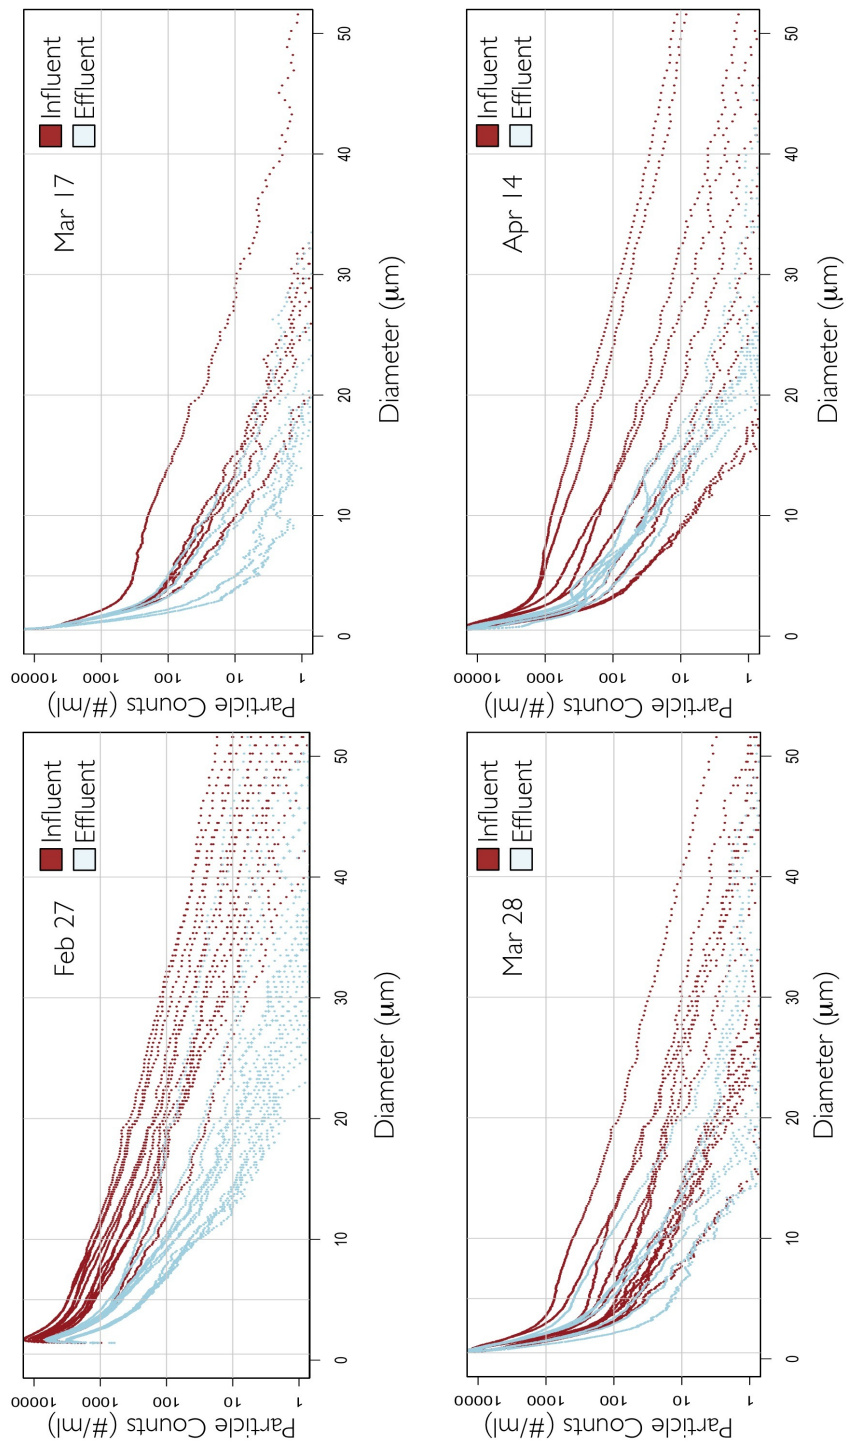 Particle Counts (#/ml)
10000
1000
100
10
1
Feb 27
Influent
Effluent
0
10
20
30
40
50
Diameter (μm)
Particle Counts (#/ml)
10000
1000
100
10
1
Mar 17
Influent
Effluent
0
10
20
30
40
50
Diameter (μm)
Particle Counts (#/ml)
10000
1000
100
10
1
Mar 28
Influent
Effluent
0
10
20
30
40
50
Diameter (μm)
Particle Counts (#/ml)
10000
1000
100
10
1
Apr 14
Influent
Effluent
0
10
20
30
40
50
Diameter (μm)